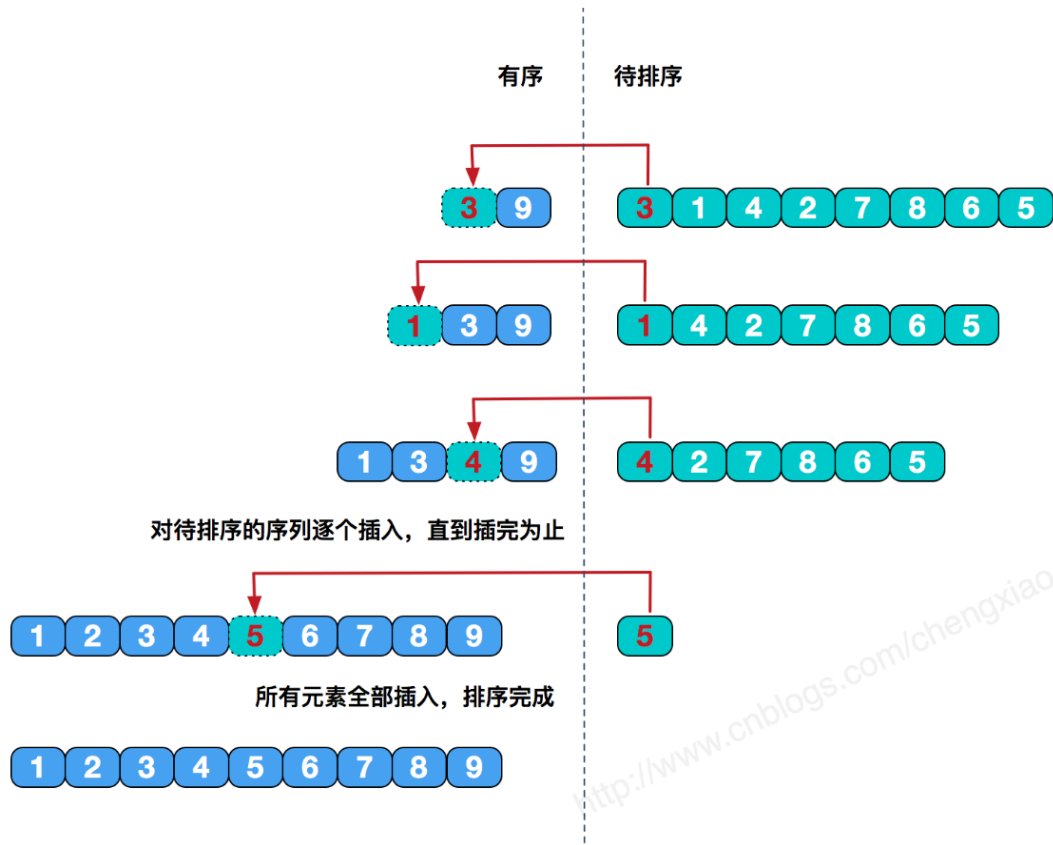 有序 待排序
3 9 3 1 4 2 7 8 6 5
1 3 9 1 4 2 7 8 6 5
1 3 4 9 4 2 7 8 6 5
对待排序的序列逐个插入，直到插完为止
1 2 3 4 5 6 7 8 9 5
所有元素全部插入，排序完成
1 2 3 4 5 6 7 8 9
http://www.cnblogs.com/chengxiao